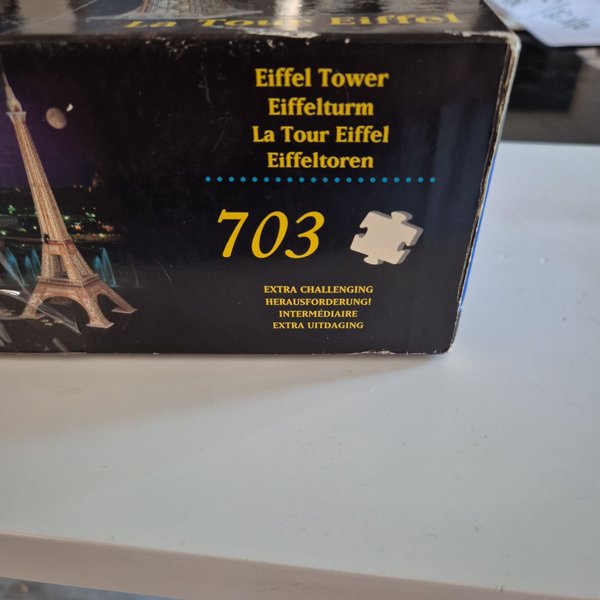 La Tour Eiffel
Eiffel Tower
Eiffelturm
La Tour Eiffel
Eiffeltoren
703
EXTRA CHALLENGING
HERAUSFORDERUNG!
INTERMÉDIAIRE
EXTRA UITDAGING